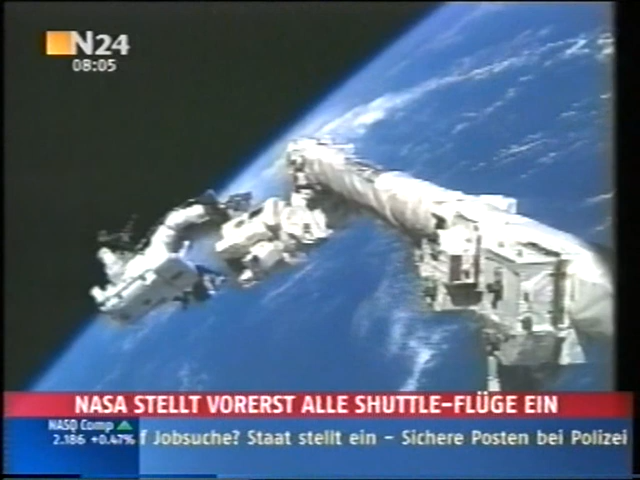 N24
08:05
NASA STELLT VORERST ALLE SHUTTLE-FLÜGE EIN
NASQ Comp
2.186 +0.47%
f Jobsuche? Staat stellt ein - Sichere Posten bei Polizei